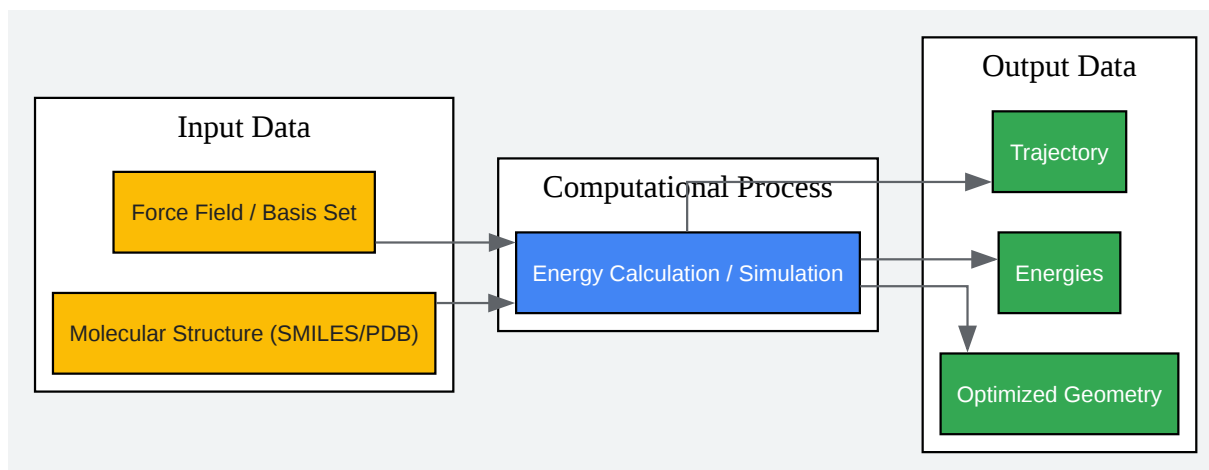 Input Data
Force Field / Basis Set
Molecular Structure (SMILES/PDB)
Computational Process
Energy Calculation / Simulation
Output Data
Trajectory
Energies
Optimized Geometry